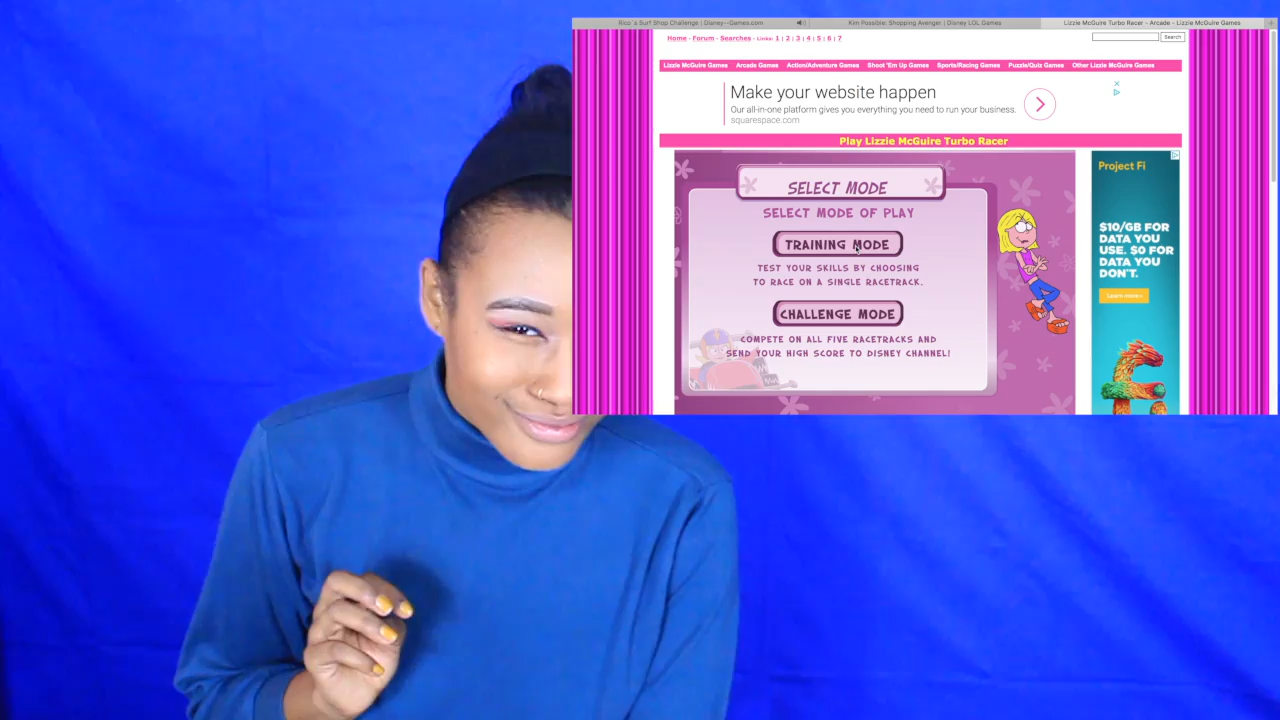 Rico´s Surf Shop Challenge | Disney--Games.com
Kim Possible: Shopping Avenger | Disney LOL Games
Lizzie McGuire Turbo Racer - Arcade - Lizzie McGuire Games
Home - Forum - Searches - Links: 1 | 2 | 3 | 4 | 5 | 6 | 7
Search
Lizzie McGuire Games Arcade Games Action/Adventure Games Shoot 'Em Up Games Sports/Racing Games Puzzle/Quiz Games Other Lizzie McGuire Games
Make your website happen
Our all-in-one platform gives you everything you need to run your business.
squarespace.com
Play Lizzie McGuire Turbo Racer
SELECT MODE
SELECT MODE OF PLAY
TRAINING MODE
TEST YOUR SKILLS BY CHOOSING
TO RACE ON A SINGLE RACETRACK.
CHALLENGE MODE
COMPETE ON ALL FIVE RACETRACKS AND
SEND YOUR HIGH SCORE TO DISNEY CHANNEL!
Project Fi
$10/GB FOR
DATA YOU
USE. $0 FOR
DATA YOU
DON'T.
Learn more